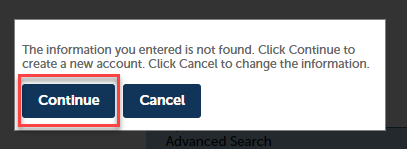 The information you entered is not found. Click Continue to
create a new account. Click Cancel to change the information.
Continue Cancel
Advanced Search